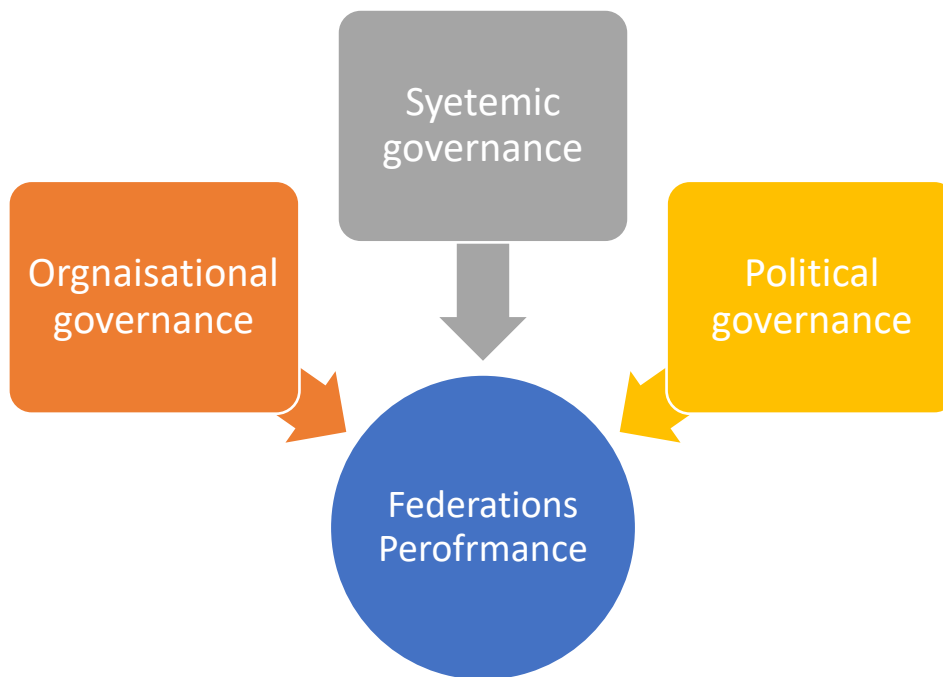 Syetemic
governance
Orgnaisational
governance
Political
governance
Federations
Perofrmance